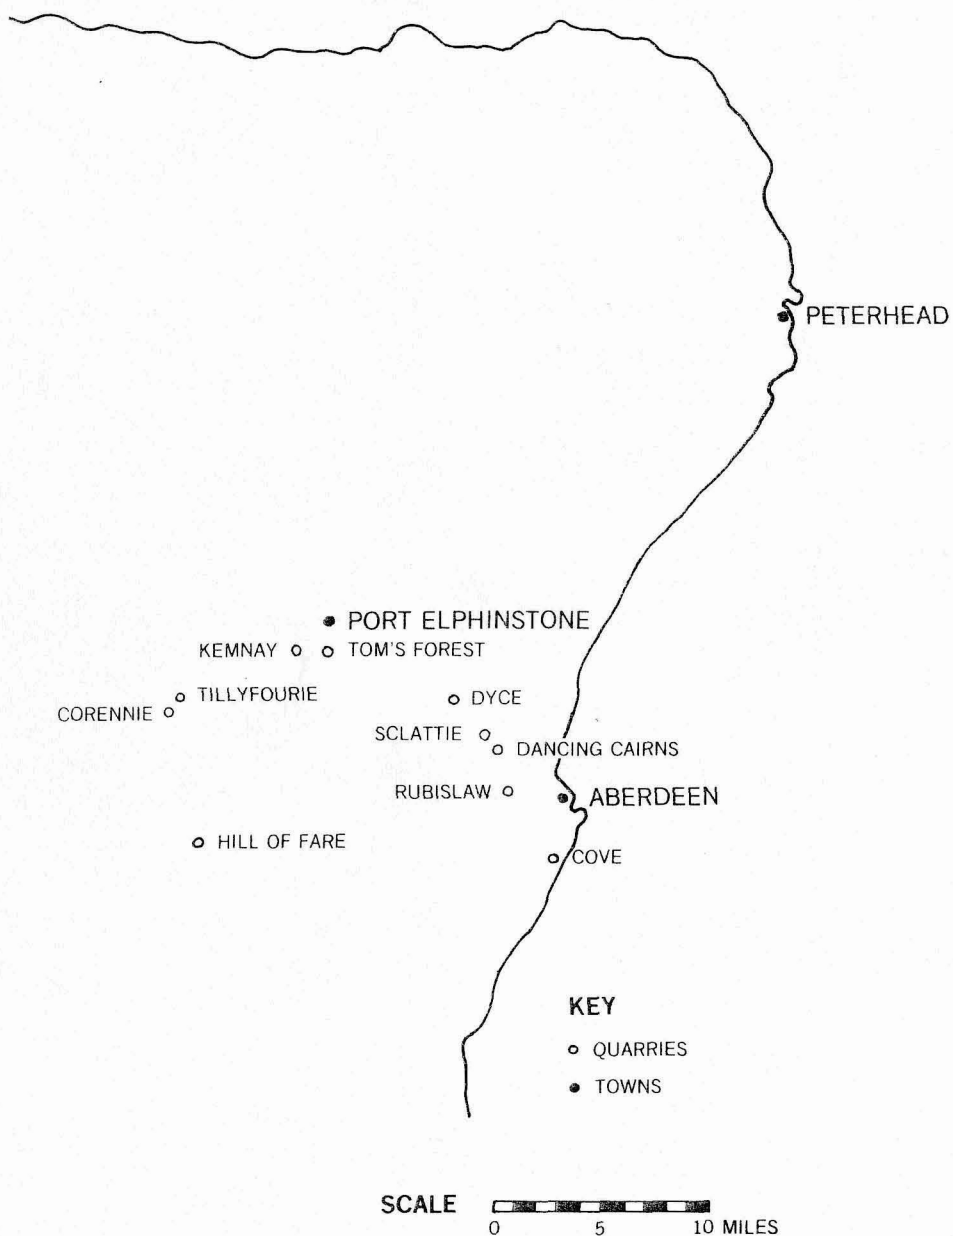 PETERHEAD
PORT ELPHINSTONE
KEMNAY
TOM'S FOREST
TILLYFOURIE
DYCE
CORENNIE
SCLATTIE
DANCING CAIRNS
RUBISLAW
ABERDEEN
HILL OF FARE
COVE
KEY
QUARRIES
TOWNS
SCALE
0 5 10 MILES